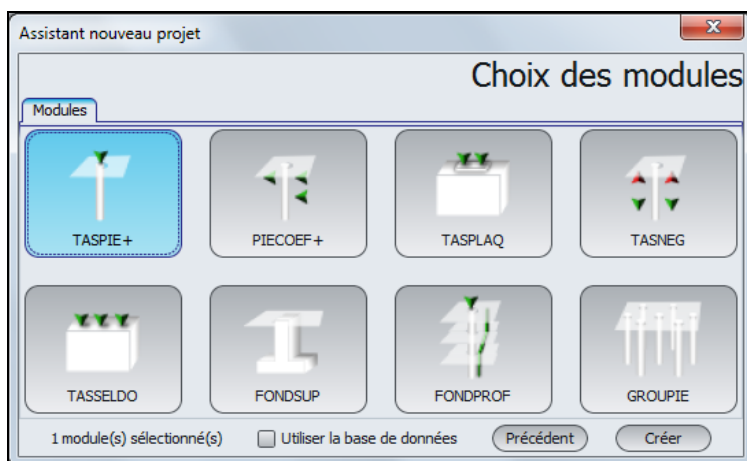 Assistant nouveau projet
Choix des modules
Modules
TASPIE+
PIECOEF+
TASPLAQ
TASNEG
TASSELDO
FONDSUP
FONDPROF
GROUPIE
1 module(s) sélectionné(s)
Utiliser la base de données
Précédent
Créer